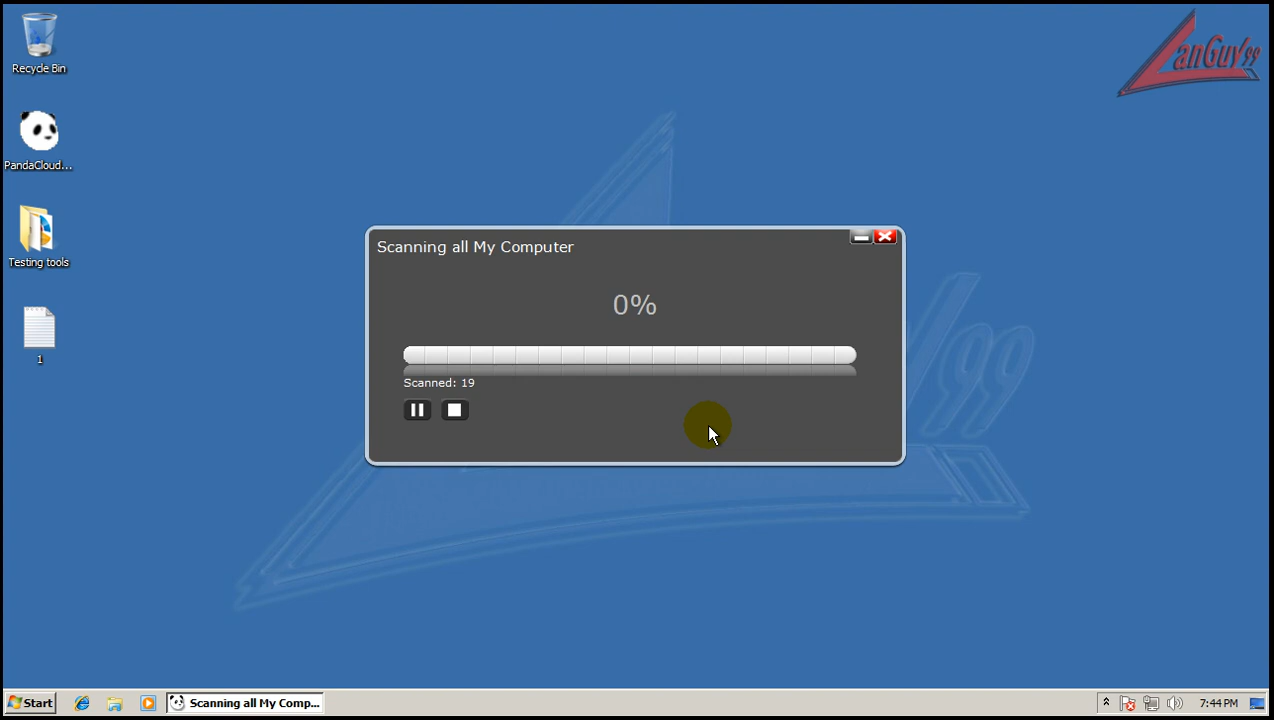 LanGuy99
Recycle Bin
PandaCloud...
Testing tools
1
Scanning all My Computer
0%
Scanned: 19
/99
Start
Scanning all My Comp...
7:44 PM